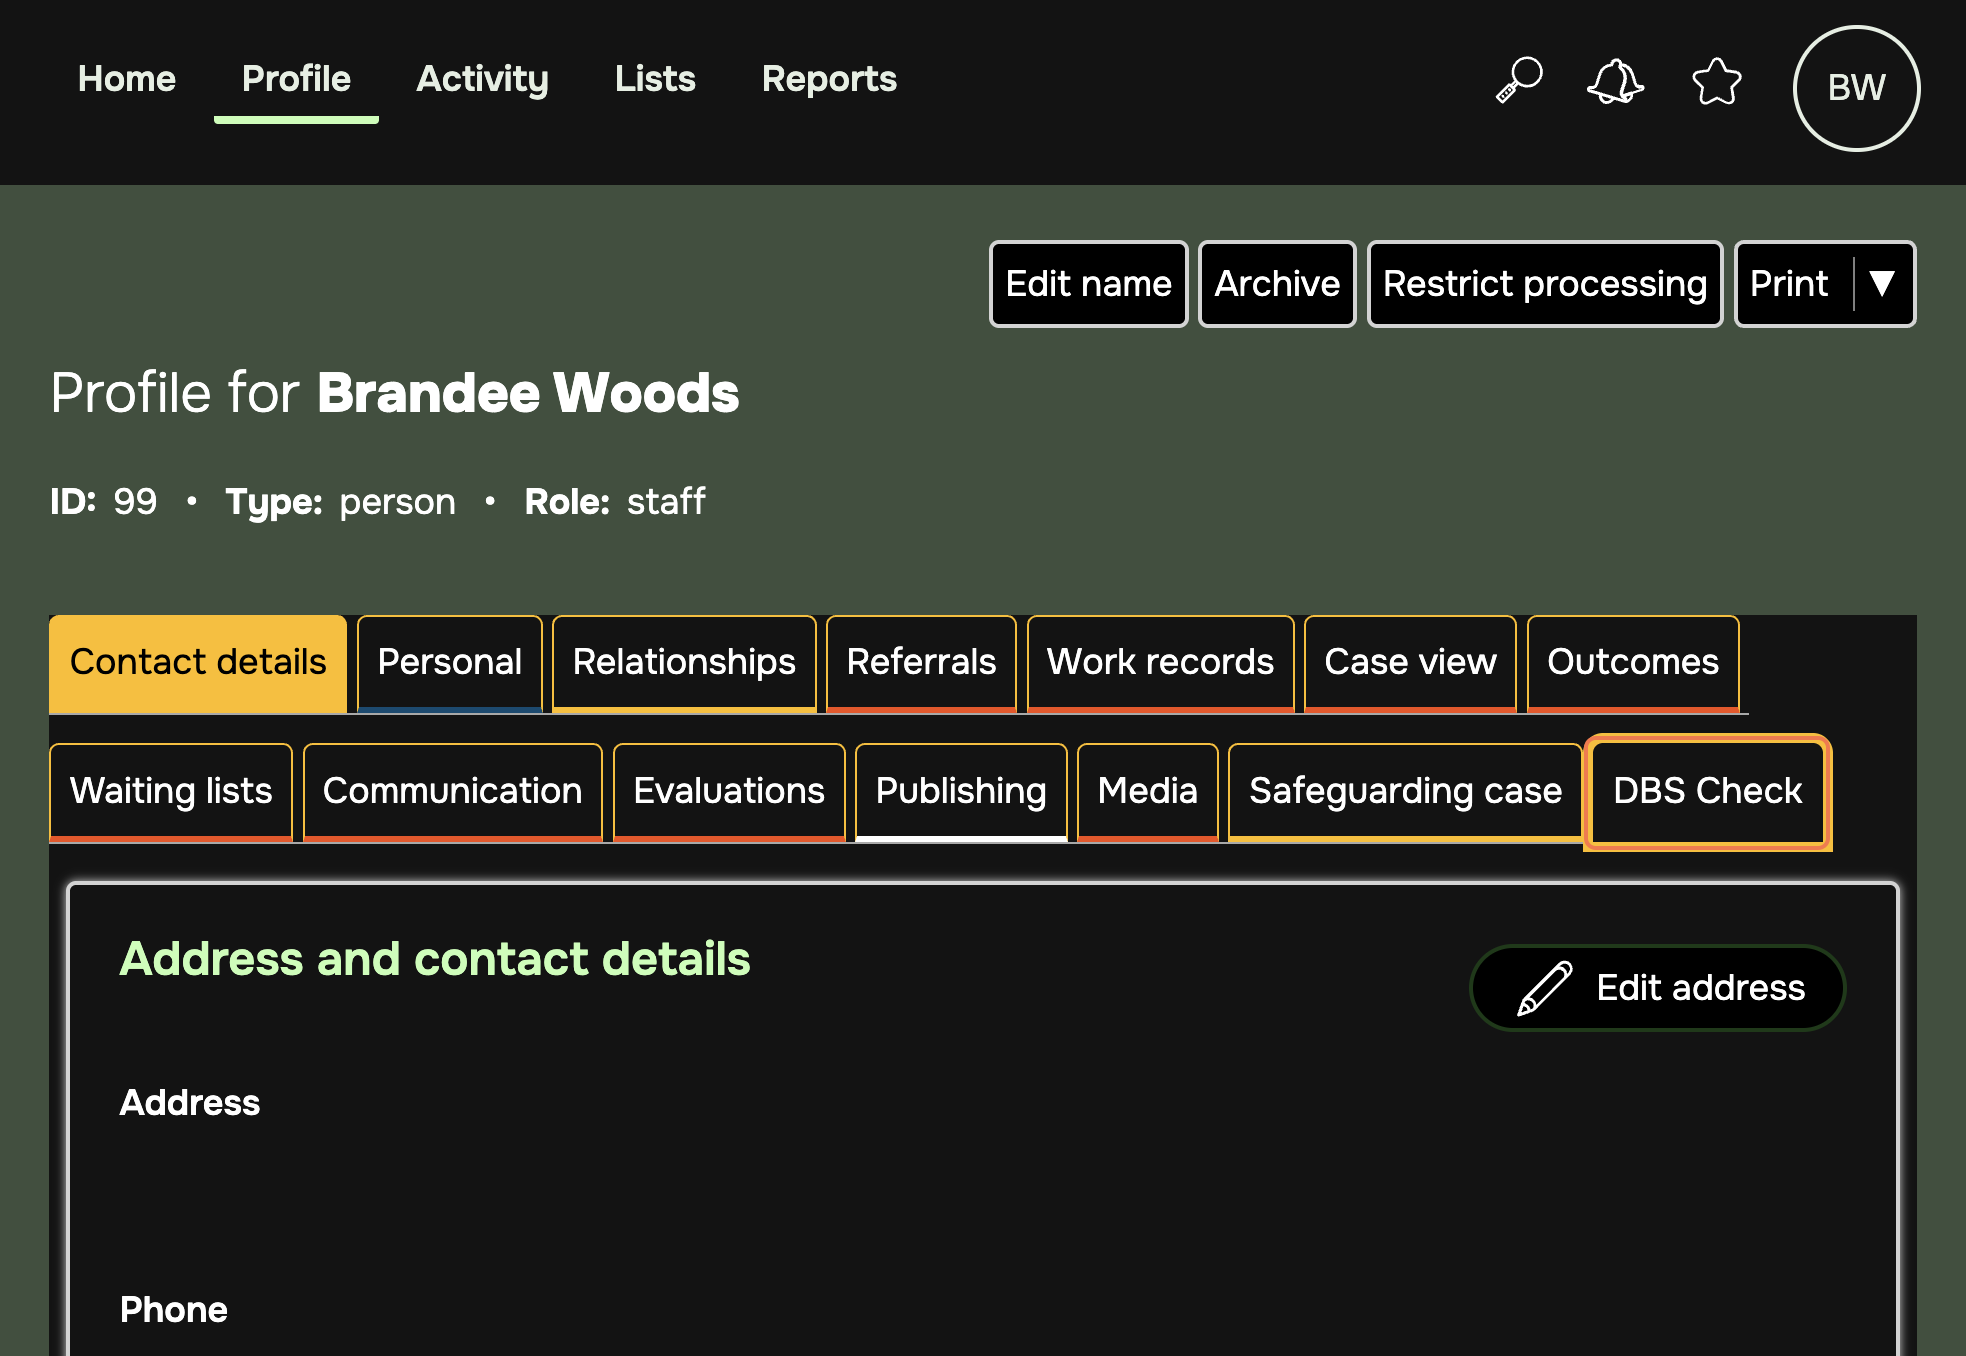 Home Profile Activity Lists Reports BW
Edit name Archive Restrict processing Print
Profile for Brandee Woods
ID: 99 • Type: person • Role: staff
Contact details Personal Relationships Referrals Work records Case view Outcomes
Waiting lists Communication Evaluations Publishing Media Safeguarding case DBS Check
Address and contact details
Edit address
Address
Phone